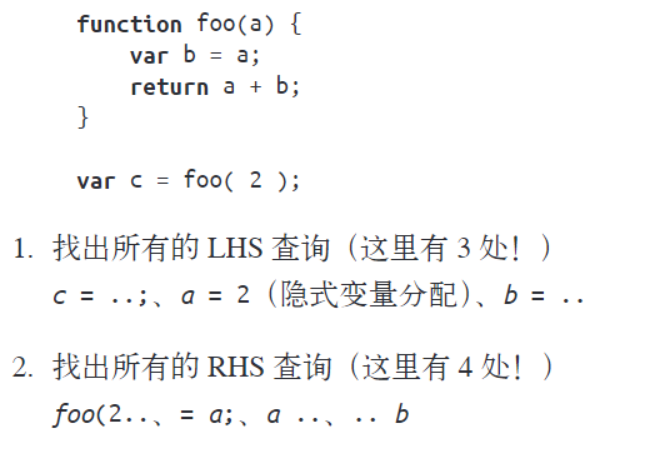 function foo(a) {
var b = a;
return a + b;
}
var c = foo( 2 );
1. 找出所有的 LHS 查询（这里有 3 处！）
c = ..;、a = 2（隐式变量分配）、b = ..
2. 找出所有的 RHS 查询（这里有 4 处！）
foo(2..、= a;、a ..、.. b